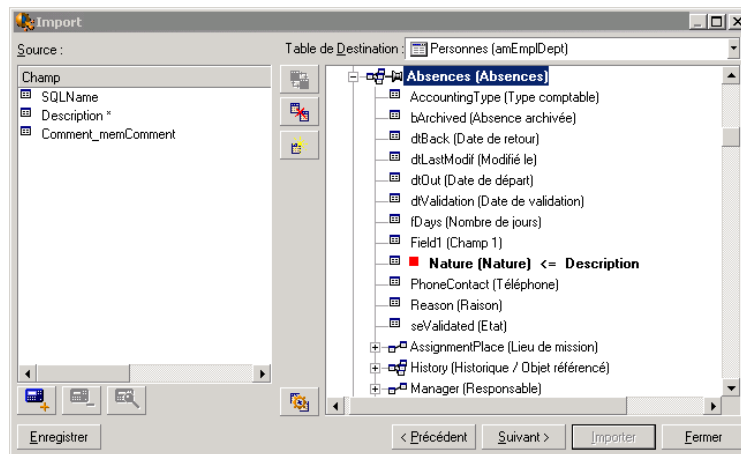 Import
Source :
Table de Destination : Personnes (amEmplDept)
Champ
SQLName
Description *
Comment_memComment
Absences (Absences)
AccountingType (Type comptable)
bArchived (Absence archivée)
dtBack (Date de retour)
dtLastModif (Modifié le)
dtOut (Date de départ)
dtValidation (Date de validation)
fDays (Nombre de jours)
Field1 (Champ 1)
Nature (Nature) <= Description
PhoneContact (Téléphone)
Reason (Raison)
seValidated (Etat)
AssignmentPlace (Lieu de mission)
History (Historique / Objet référencé)
Manager (Responsable)
Enregistrer
< Précédent
Suivant >
Importer
Fermer